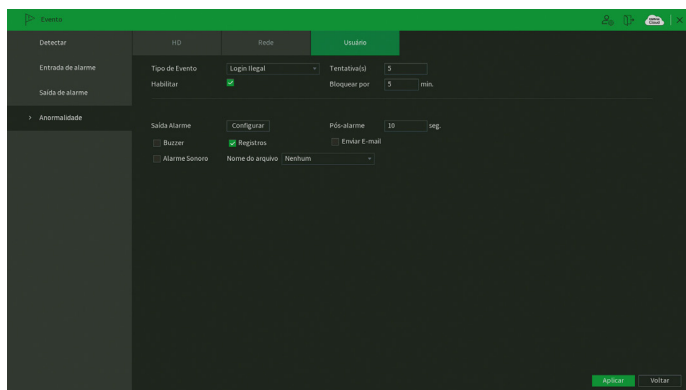 Evento
Detectar
Entrada de alarme
Saída de alarme
> Anormalidade
HD Rede Usuário
Tipo de Evento Login Ilegal Tentativa(s) 5
Habilitar Bloquear por 5 min.
Saída Alarme Configurar Pós-alarme 10 seg.
Buzzer Registros Enviar E-mail
Alarme Sonoro Nome do arquivo Nenhum
Aplicar Voltar